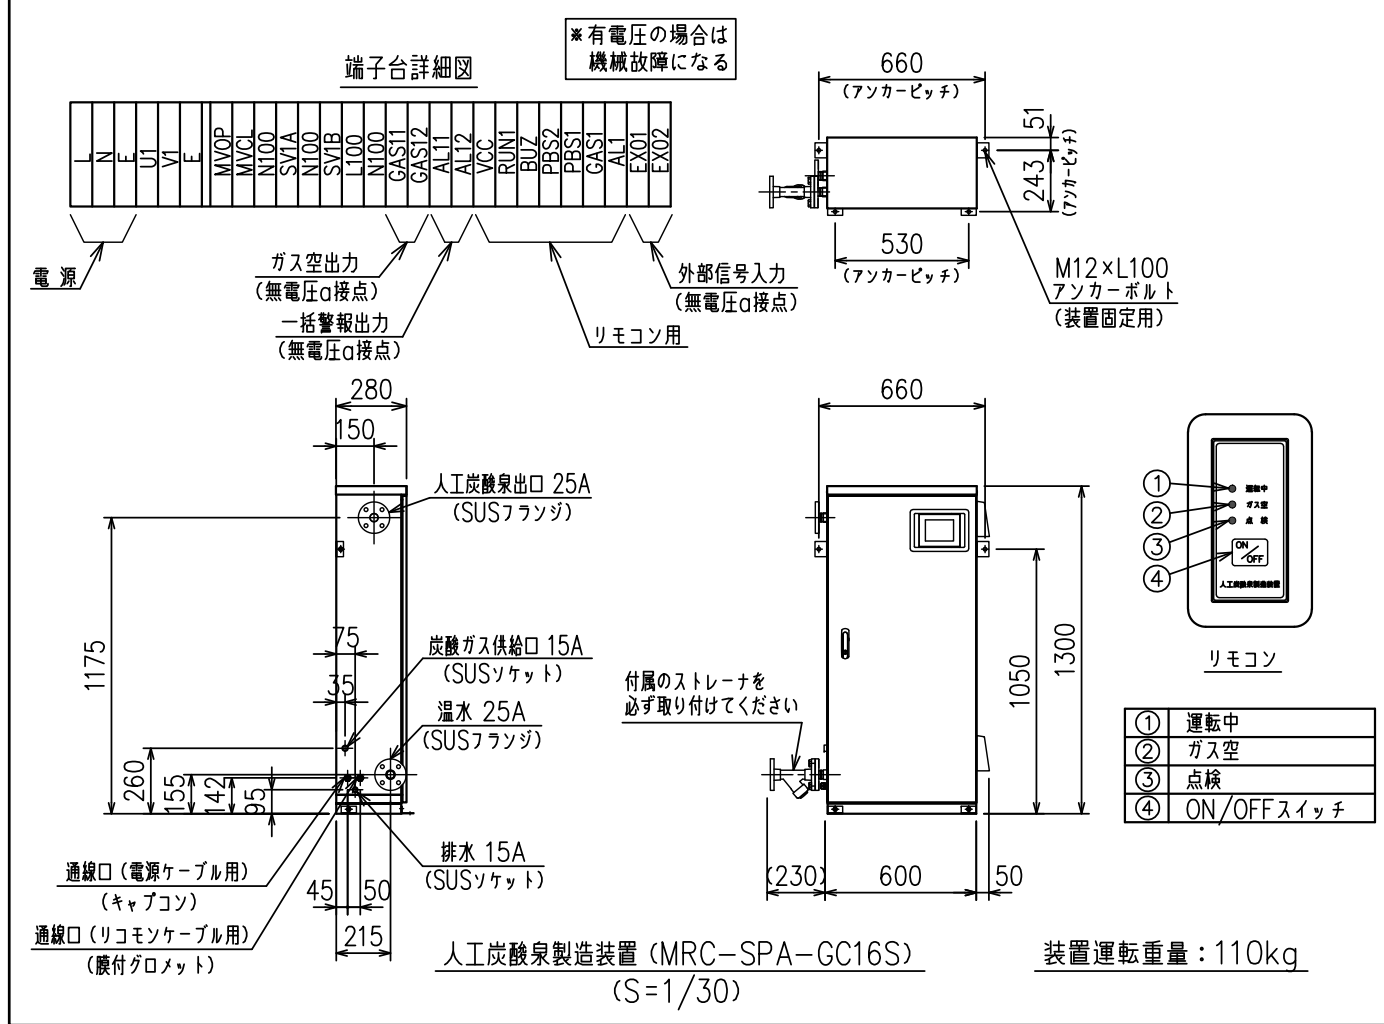 ※有電圧の場合は
機械故障になる
端子台詳細図
L
N
E
U1
V1
E
MVOP
MVCL
N100
SV1A
N100
SV1B
L100
N100
GAS11
GAS12
AL11
AL12
VCC
RUN1
BUZ
PBS2
PBS1
GAS1
AL1
EX01
EX02
電 源
ガス空出力
(無電圧a接点)
一括警報出力
(無電圧a接点)
リモコン用
外部信号入力
(無電圧a接点)
660
(アンカーピッチ)
51
243
(アンカーピッチ)
530
(アンカーピッチ)
M12×L100
アンカーボルト
(装置固定用)
280
150
人工炭酸泉出口 25A
(SUSフランジ)
1175
75
炭酸ガス供給口 15A
(SUSソケット)
35
温水 25A
(SUSフランジ)
260
155
142
95
排水 15A
(SUSソケット)
通線口(電源ケーブル用)
(キャプコン)
通線口(リコモンケーブル用)
(膜付グロメット)
45
50
215
660
付属のストレーナを
必ず取り付けてください
1050
1300
(230)
600
50
①
②
③
④
運転中
ガス空
点 検
ON
OFF
人工炭酸泉製造装置
リモコン
① 運転中
② ガス空
③ 点検
④ ON/OFFスイッチ
人工炭酸泉製造装置(MRC-SPA-GC16S)
(S=1/30)
装置運転重量:110kg